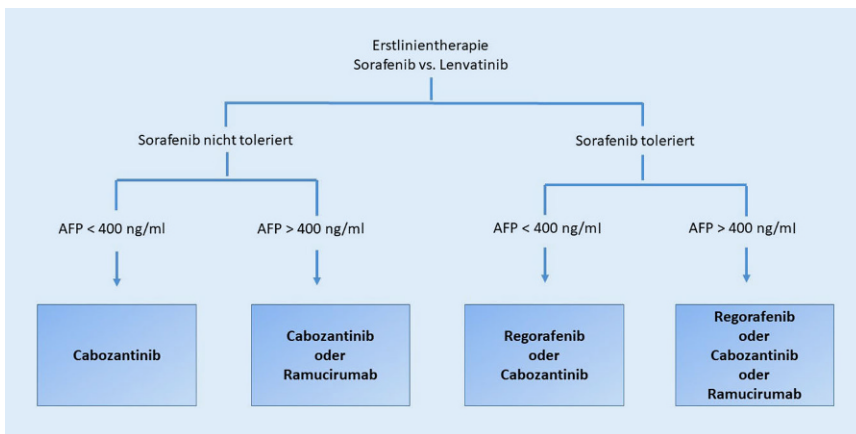 Erstlinientherapie
Sorafenib vs. Lenvatinib
Sorafenib nicht toleriert
Sorafenib toleriert
AFP < 400 ng/ml
AFP > 400 ng/ml
AFP < 400 ng/ml
AFP > 400 ng/ml
Cabozantinib
Cabozantinib
oder
Ramucirumab
Regorafenib
oder
Cabozantinib
Regorafenib
oder
Cabozantinib
oder
Ramucirumab